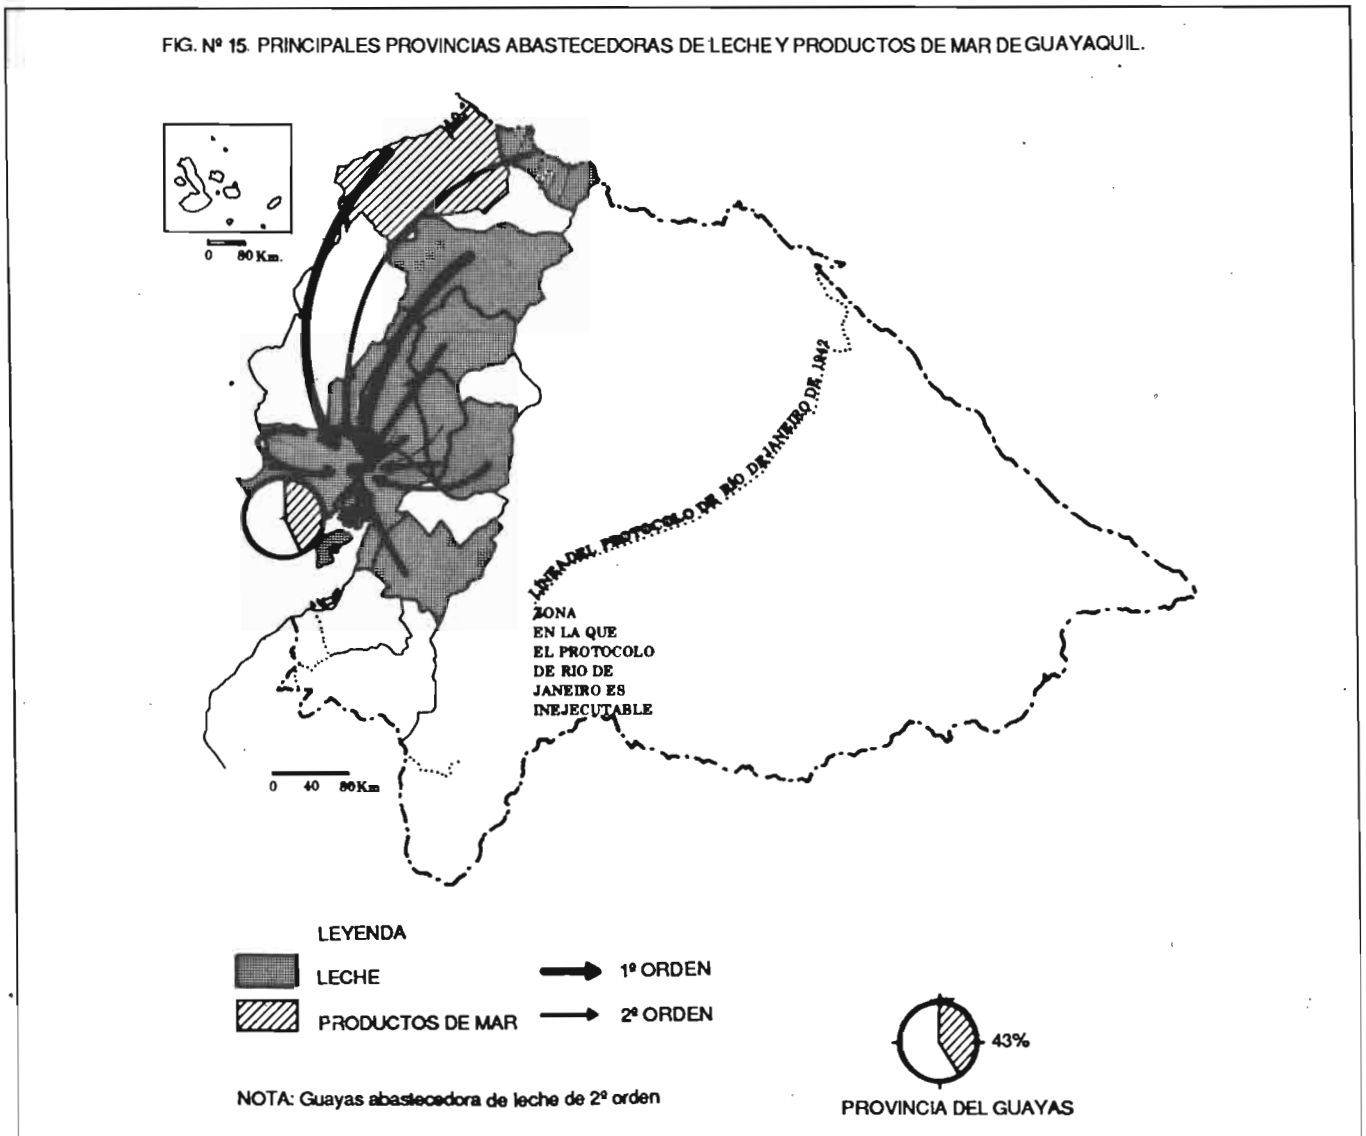 FIG. Nº 15. PRINCIPALES PROVINCIAS ABASTECEDORAS DE LECHE Y PRODUCTOS DE MAR DE GUAYAQUIL.
0 80 Km.
LÍNEA DEL PROTOCOLO DE RÍO DE JANEIRO DE 1942
ZONA
EN LA QUE
EL PROTOCOLO
DE RIO DE
JANEIRO ES
INEJECUTABLE
0 40 80 Km
LEYENDA
LECHE
1º ORDEN
PRODUCTOS DE MAR
2º ORDEN
43%
NOTA: Guayas abastecedora de leche de 2º orden
PROVINCIA DEL GUAYAS